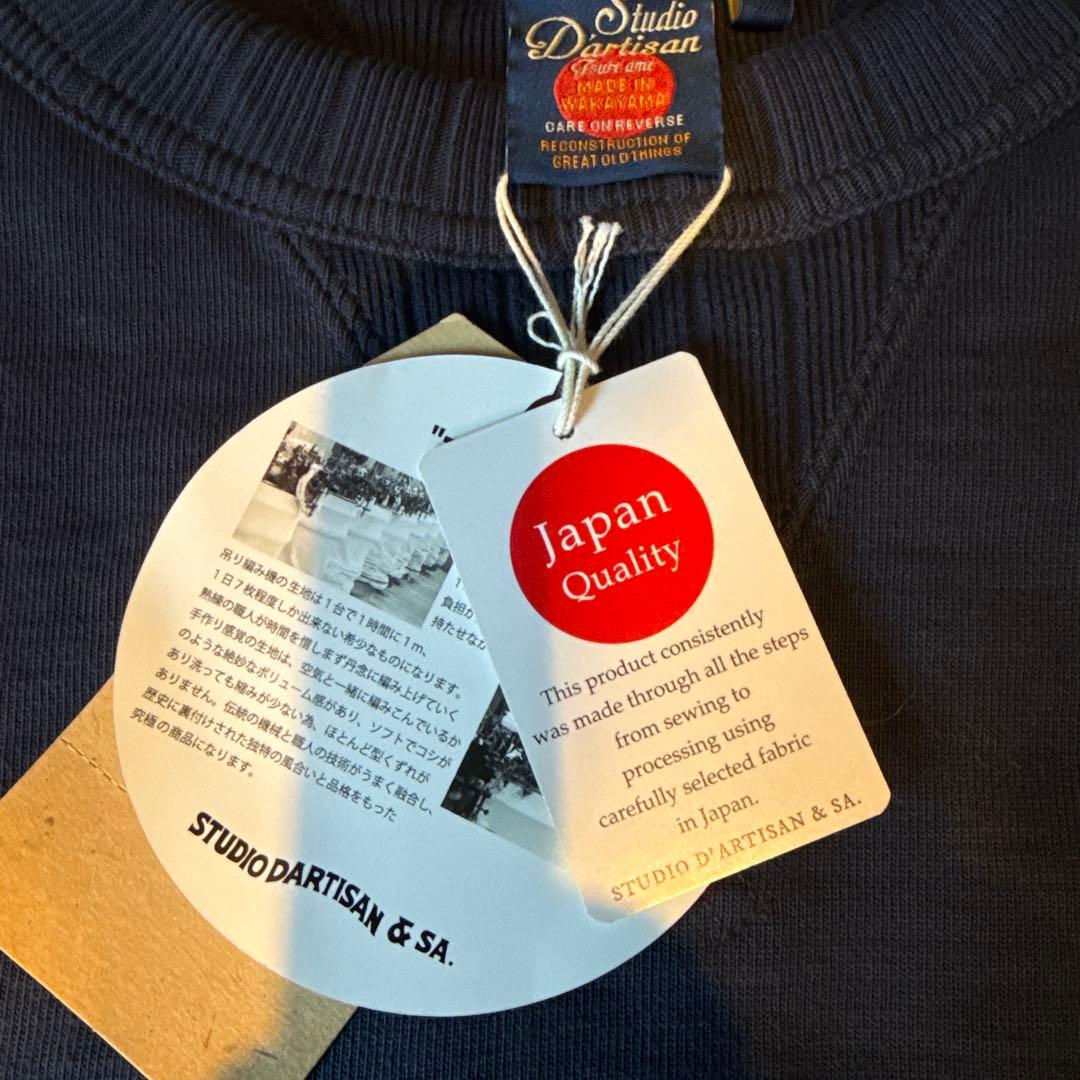 Studio
D'artisan
Tsuri ami
MADE IN
WAKAYAMA
CARE ON REVERSE
RECONSTRUCTION OF
GREAT OLD THINGS
Japan
Quality
This product consistently
was made through all the steps
from sewing to
processing using
carefully selected fabric
in Japan.
STUDIO D'ARTISAN & SA.
吊り編み機の生地は1台で1時間に1m、
1日7枚程度しか出来ない希少なものになります。
熟練の職人が時間を惜しまず丹念に編み上げていく
手作り感覚の生地は、空気と一緒に編みこんでいるか
のような絶妙なボリューム感があり、ソフトでコシが
あり洗っても縮みが少ない為、ほとんど型くずれが
ありません。伝統の機械と職人の技術がうまく融合し、
歴史に裏付けされた独特の風合いと品格をもった
究極の商品になります。
負担が
持たせなが
STUDIO DARTISAN & SA.